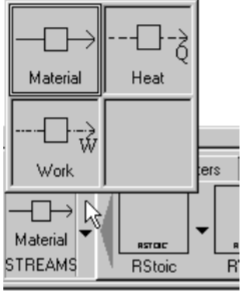 Material
Heat
Q
Work
W
ters
Material
STREAMS
RSTOIC
RStoic